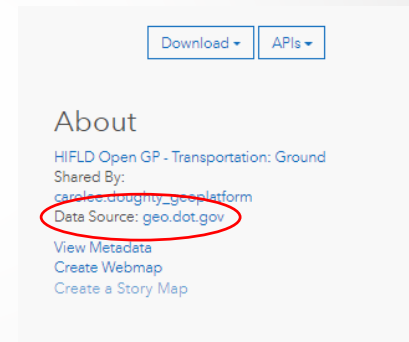 Download APIs
About
HIFLD Open GP - Transportation: Ground
Shared By:
carolee.doughty_geoplatform
Data Source: geo.dot.gov
View Metadata
Create Webmap
Create a Story Map